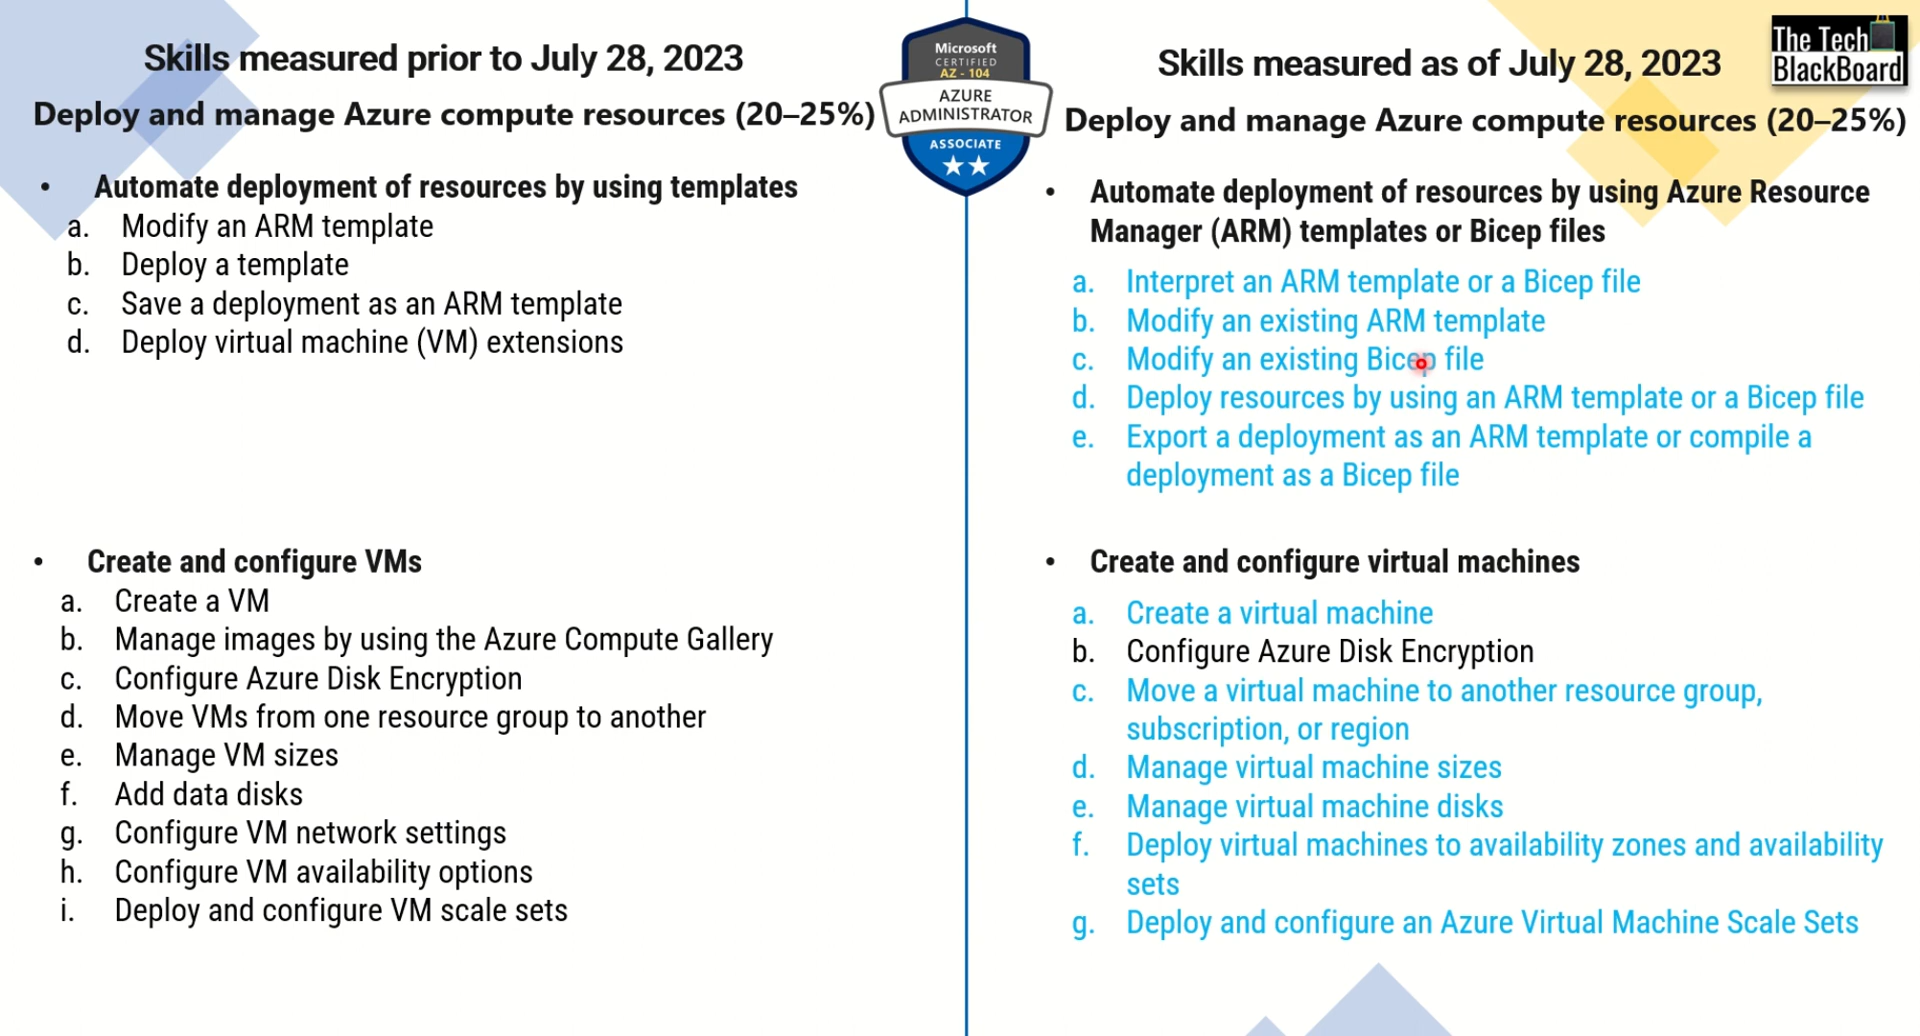 Skills measured prior to July 28, 2023
Deploy and manage Azure compute resources (20–25%)
• Automate deployment of resources by using templates
a. Modify an ARM template
b. Deploy a template
c. Save a deployment as an ARM template
d. Deploy virtual machine (VM) extensions
• Create and configure VMs
a. Create a VM
b. Manage images by using the Azure Compute Gallery
c. Configure Azure Disk Encryption
d. Move VMs from one resource group to another
e. Manage VM sizes
f. Add data disks
g. Configure VM network settings
h. Configure VM availability options
i. Deploy and configure VM scale sets
Microsoft
CERTIFIED
AZ - 104
AZURE
ADMINISTRATOR
ASSOCIATE
Skills measured as of July 28, 2023
The Tech
BlackBoard
Deploy and manage Azure compute resources (20–25%)
• Automate deployment of resources by using Azure Resource
Manager (ARM) templates or Bicep files
a. Interpret an ARM template or a Bicep file
b. Modify an existing ARM template
c. Modify an existing Bicep file
d. Deploy resources by using an ARM template or a Bicep file
e. Export a deployment as an ARM template or compile a
deployment as a Bicep file
• Create and configure virtual machines
a. Create a virtual machine
b. Configure Azure Disk Encryption
c. Move a virtual machine to another resource group,
subscription, or region
d. Manage virtual machine sizes
e. Manage virtual machine disks
f. Deploy virtual machines to availability zones and availability
sets
g. Deploy and configure an Azure Virtual Machine Scale Sets